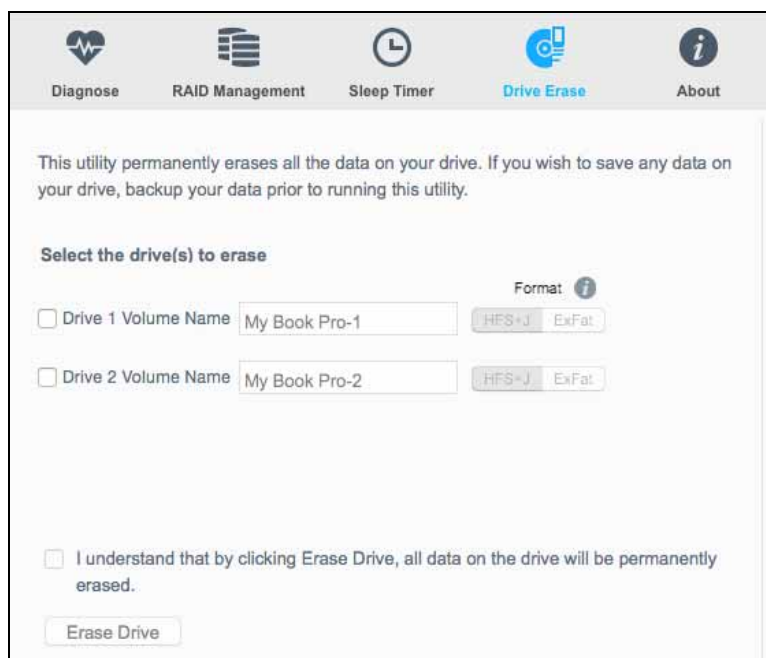 Diagnose RAID Management Sleep Timer Drive Erase About
This utility permanently erases all the data on your drive. If you wish to save any data on
your drive, backup your data prior to running this utility.
Select the drive(s) to erase
Format i
Drive 1 Volume Name My Book Pro-1 HFS+J ExFat
Drive 2 Volume Name My Book Pro-2 HFS+J ExFat
I understand that by clicking Erase Drive, all data on the drive will be permanently
erased.
Erase Drive